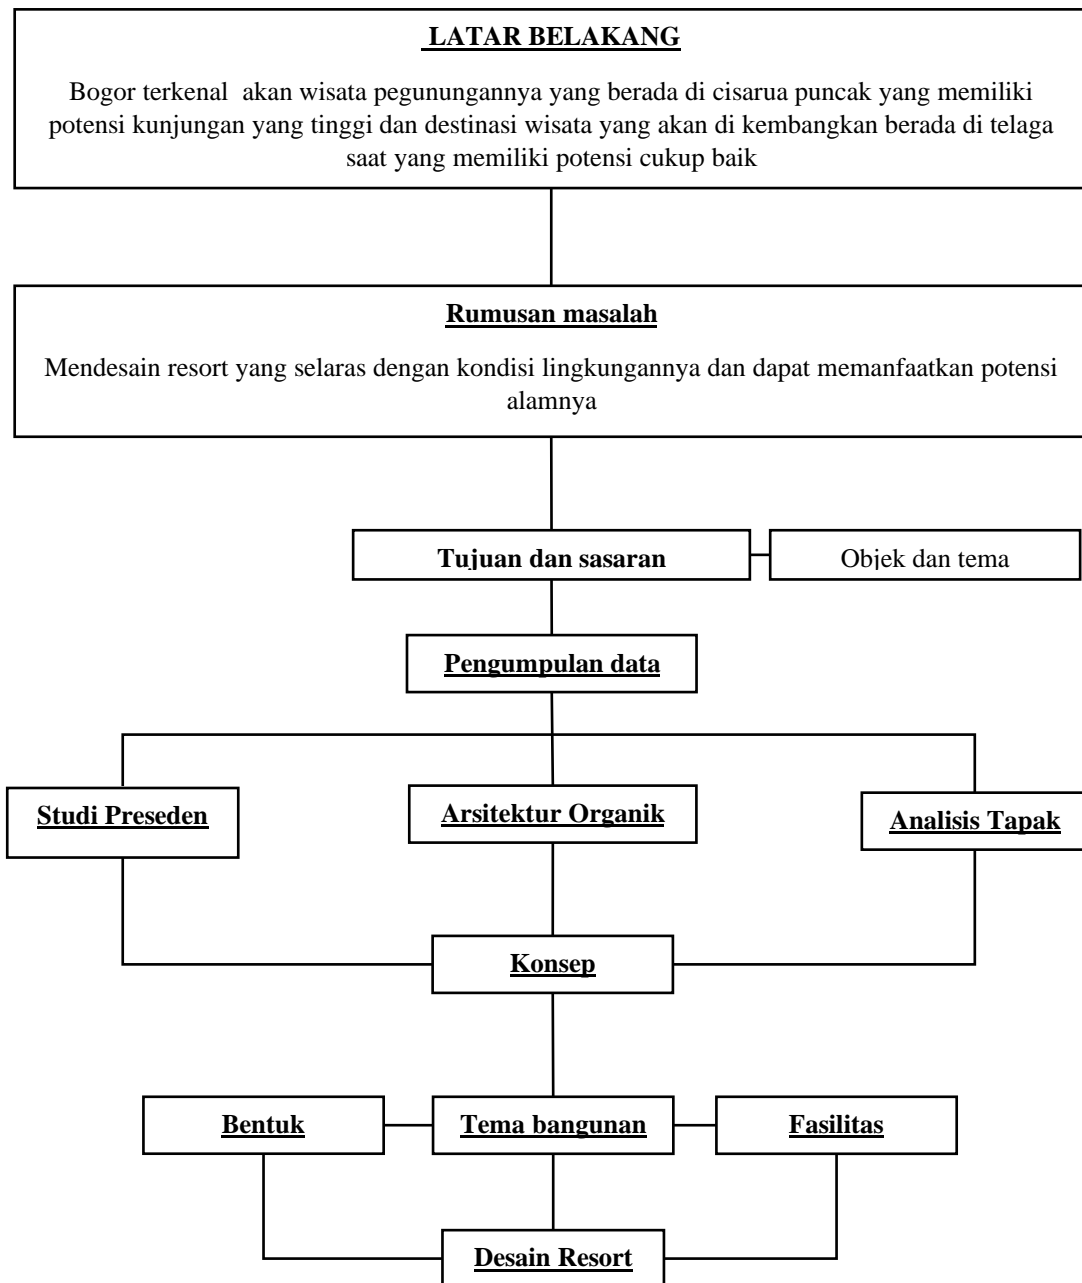 LATAR BELAKANG
Bogor terkenal  akan wisata pegunungannya yang berada di cisarua puncak yang memiliki
potensi kunjungan yang tinggi dan destinasi wisata yang akan di kembangkan berada di telaga
saat yang memiliki potensi cukup baik
Rumusan masalah
Mendesain resort yang selaras dengan kondisi lingkungannya dan dapat memanfaatkan potensi
alamnya
Tujuan dan sasaran
Objek dan tema
Pengumpulan data
Studi Preseden
Arsitektur Organik
Analisis Tapak
Konsep
Bentuk
Tema bangunan
Fasilitas
Desain Resort